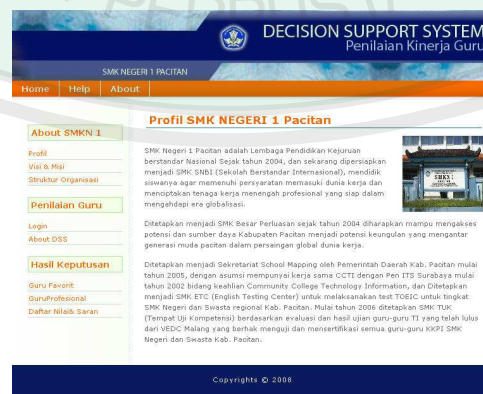 DECISION SUPPORT SYSTEM
Penilaian Kinerja Guru
SMK NEGERI 1 PACITAN
Home Help About
About SMKN 1
Profil
Visi & Misi
Struktur Organisasi
Penilaian Guru
Login
About DSS
Hasil Keputusan
Guru Favorit
GuruProfesional
Daftar Nilai& Saran
Profil SMK NEGERI 1 Pacitan
SMK Negeri 1 Pacitan adalah Lembaga Pendidikan Kejuruan
berstandar Nasional Sejak tahun 2004, dan sekarang dipersiapkan
menjadi SMK SNBI (Sekolah Berstandar Internasional), mendidik
siswanya agar memenuhi persyaratan memasuki dunia kerja dan
menciptakan tenaga kerja menengah profesional yang siap dalam
mengahdapi era globalisasi.
Ditetapkan menjadi SMK Besar Perluasan sejak tahun 2004 diharapkan mampu mengakses
potensi dan sumber daya Kabupaten Pacitan menjadi potensi keungulan yang mengantar
generasi muda pacitan dalam persaingan global dunia kerja.
Ditetapkan menjadi Sekretariat School Mapping oleh Pemerintah Daerah Kab. Pacitan mulai
tahun 2005, dengan asumsi mempunyai kerja sama CCTI dengan Pen ITS Surabaya mulai
tahun 2002 bidang keahlian Community College Technology Information, dan Ditetapkan
menjadi SMK ETC (English Testing Center) untuk melaksanakan test TOEIC untuk tingkat
SMK Negeri dan Swasta regional Kab. Pacitan. Mulai tahun 2006 ditetapkan SMK TUK
(Tempat Uji Kompetensi) berdasarkan evaluasi dan hasil ujian guru-guru TI yang telah lulus
dari VEDC Malang yang berhak menguji dan mensertifikasi semua guru-guru KKPI SMK
Negeri dan Swasta Kab. Pacitan.
Copyrights © 2008